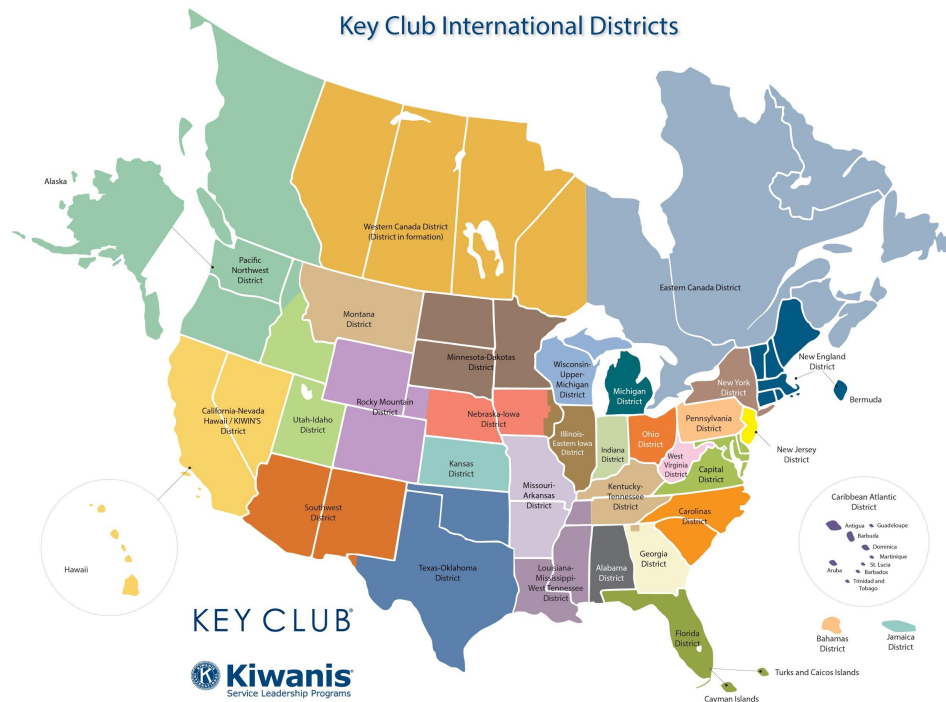 Key Club International Districts
Alaska
Western Canada District
(District in formation)
Pacific
Northwest
District
Eastern Canada District
Montana
District
Minnesota-Dakotas
District
Wisconsin-
Upper-
Michigan
District
Michigan
District
New York
District
New England
District
Bermuda
California-Nevada
Hawaii / KIWIN'S
District
Utah-Idaho
District
Rocky Mountain
District
Nebraska-Iowa
District
Illinois-
Eastern Iowa
District
Indiana
District
Ohio
District
Pennsylvania
District
New Jersey
District
West
Virginia
District
Capital
District
Kansas
District
Missouri-
Arkansas
District
Kentucky-
Tennessee
District
Carolinas
District
Southwest
District
Texas-Oklahoma
District
Louisiana-
Mississippi-
West Tennessee
District
Alabama
District
Georgia
District
Florida
District
Hawaii
Caribbean Atlantic
District
Antigua
Guadeloupe
Barbuda
Dominica
Martinique
St. Lucia
Aruba
Barbados
Trinidad and
Tobago
Bahamas
District
Jamaica
District
Turks and Caicos Islands
Cayman Islands
KEY CLUB®
K
Kiwanis®
Service Leadership Programs